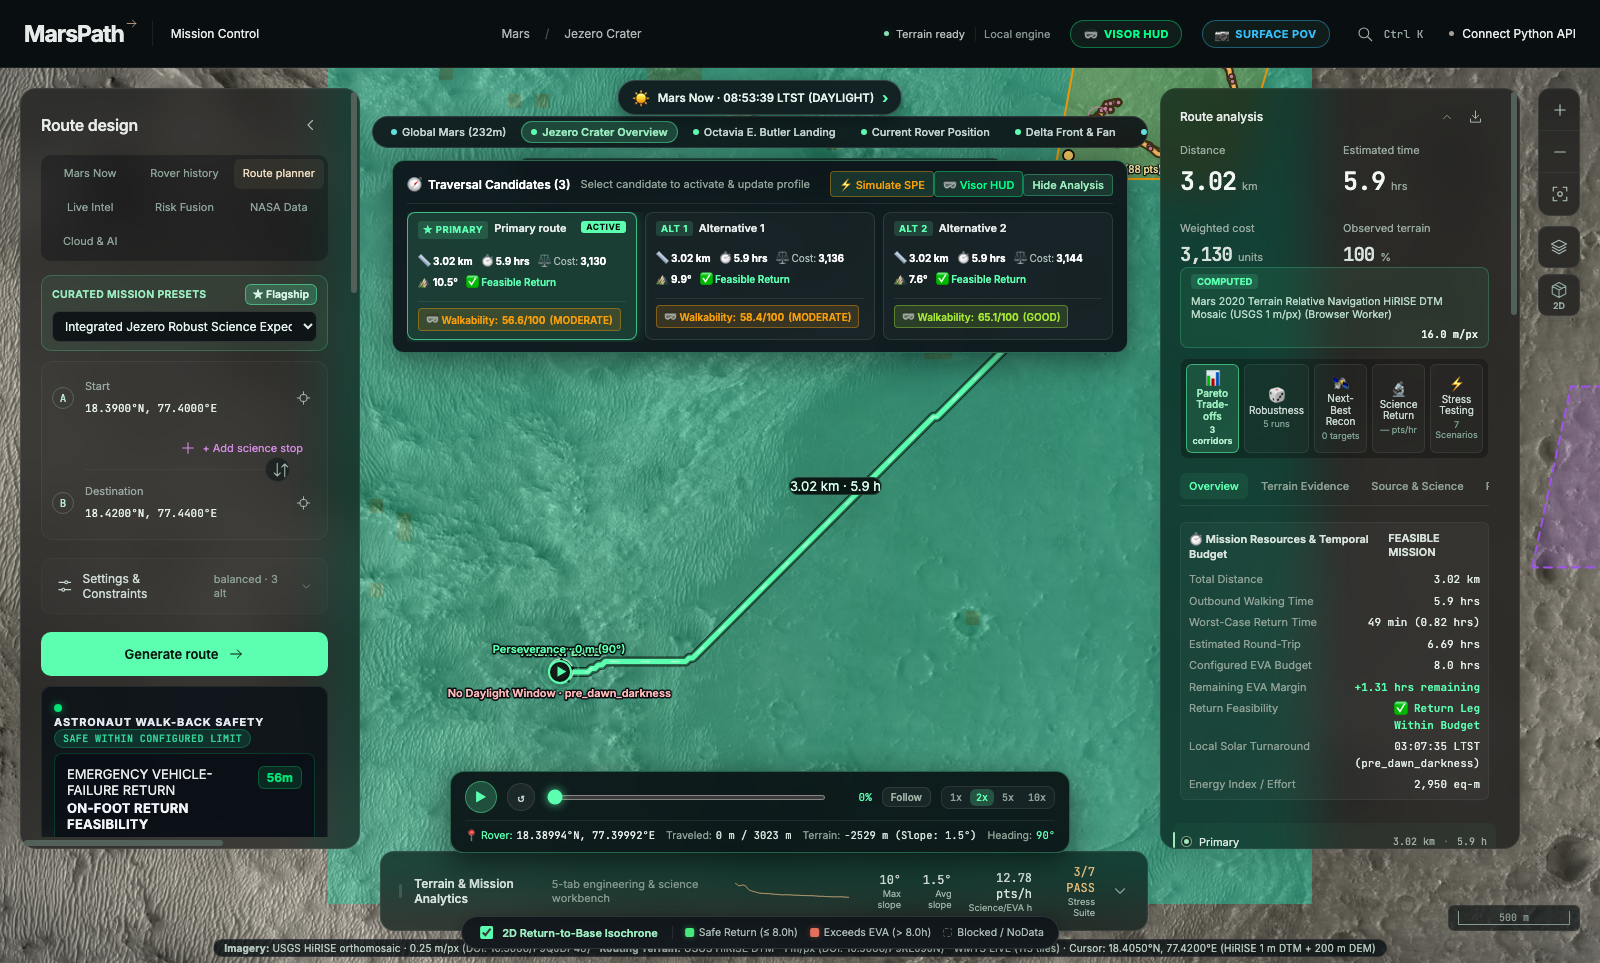 MarsPath
Mission Control
Mars / Jezero Crater
Terrain ready
Local engine
VISOR HUD
SURFACE POV
Ctrl K
Connect Python API
Mars Now · 08:53:39 LTST (DAYLIGHT) ›
Global Mars (232m)
Jezero Crater Overview
Octavia E. Butler Landing
Current Rover Position
Delta Front & Fan
Route design
Mars Now
Rover history
Route planner
Live Intel
Risk Fusion
NASA Data
Cloud & AI
CURATED MISSION PRESETS
★ Flagship
Integrated Jezero Robust Science Expec
A
Start
18.3900°N, 77.4000°E
+ Add science stop
B
Destination
18.4200°N, 77.4400°E
Settings & Constraints
balanced · 3 alt
Generate route →
ASTRONAUT WALK-BACK SAFETY
SAFE WITHIN CONFIGURED LIMIT
EMERGENCY VEHICLE-FAILURE RETURN
ON-FOOT RETURN FEASIBILITY
56m
Traversal Candidates (3)
Select candidate to activate & update profile
Simulate SPE
Visor HUD
Hide Analysis
★ PRIMARY
Primary route
ACTIVE
3.02 km
5.9 hrs
Cost: 3,130
10.5°
Feasible Return
Walkability: 56.6/100 (MODERATE)
ALT 1
Alternative 1
3.02 km
5.9 hrs
Cost: 3,136
9.9°
Feasible Return
Walkability: 58.4/100 (MODERATE)
ALT 2
Alternative 2
3.02 km
5.9 hrs
Cost: 3,144
7.6°
Feasible Return
Walkability: 65.1/100 (GOOD)
88 pts
3.02 km · 5.9 h
Perseverance · 0 m (90°)
No Daylight Window · pre_dawn_darkness
Route analysis
Distance
3.02 km
Estimated time
5.9 hrs
Weighted cost
3,130 units
Observed terrain
100 %
COMPUTED
Mars 2020 Terrain Relative Navigation HiRISE DTM
Mosaic (USGS 1 m/px) (Browser Worker)
16.0 m/px
Pareto Trade-offs
3 corridors
Robustness
5 runs
Next-Best Recon
0 targets
Science Return
— pts/hr
Stress Testing
7 Scenarios
Overview
Terrain Evidence
Source & Science
Mission Resources & Temporal Budget
FEASIBLE MISSION
Total Distance
3.02 km
Outbound Walking Time
5.9 hrs
Worst-Case Return Time
49 min (0.82 hrs)
Estimated Round-Trip
6.69 hrs
Configured EVA Budget
8.0 hrs
Remaining EVA Margin
+1.31 hrs remaining
Return Feasibility
Return Leg Within Budget
Local Solar Turnaround
03:07:35 LTST (pre_dawn_darkness)
Energy Index / Effort
2,950 eq-m
Primary
3.02 km · 5.9 h
2D
500 m
0%
Follow
1x
2x
5x
10x
Rover: 18.38994°N, 77.39992°E
Traveled: 0 m / 3023 m
Terrain: -2529 m (Slope: 1.5°)
Heading: 90°
Terrain & Mission Analytics
5-tab engineering & science workbench
10°
Max slope
1.5°
Avg slope
12.78 pts/h
Science/EVA h
3/7 PASS
Stress Suite
2D Return-to-Base Isochrone
Safe Return (≤ 8.0h)
Exceeds EVA (> 8.0h)
Blocked / NoData
Imagery: USGS HiRISE orthomosaic · 0.25 m/px
Cursor: 18.4050°N, 77.4200°E (HiRISE 1 m DTM + 200 m DEM)